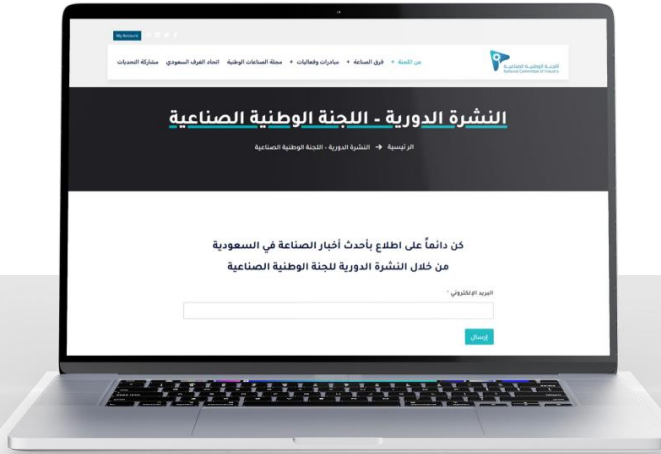 My Account
عن اللجنة + فرق الصناعة + مبادرات وفعاليات + مجلة الصناعات الوطنية اتحاد الغرف السعودي مشاركة التحديات
اللجنة الوطنية الصناعية
National Committee of Industry
النشرة الدورية - اللجنة الوطنية الصناعية
الرئيسية → النشرة الدورية - اللجنة الوطنية الصناعية
كن دائماً على اطلاع بأحدث أخبار الصناعة في السعودية
من خلال النشرة الدورية للجنة الوطنية الصناعية
البريد الإلكتروني *
إرسال